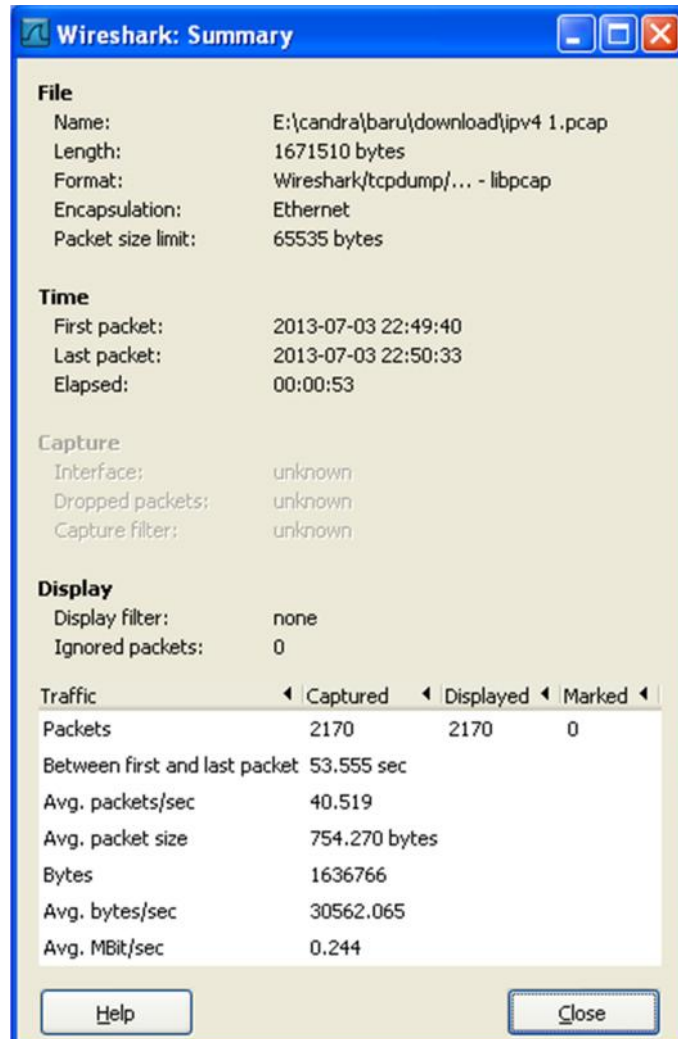 Wireshark: Summary
File
Name: E:\candra\baru\download\ipv4 1.pcap
Length: 1671510 bytes
Format: Wireshark/tcpdump/... - libpcap
Encapsulation: Ethernet
Packet size limit: 65535 bytes
Time
First packet: 2013-07-03 22:49:40
Last packet: 2013-07-03 22:50:33
Elapsed: 00:00:53
Capture
Interface: unknown
Dropped packets: unknown
Capture filter: unknown
Display
Display filter: none
Ignored packets: 0
Traffic Captured Displayed Marked
Packets 2170 2170 0
Between first and last packet 53.555 sec
Avg. packets/sec 40.519
Avg. packet size 754.270 bytes
Bytes 1636766
Avg. bytes/sec 30562.065
Avg. MBit/sec 0.244
Help Close